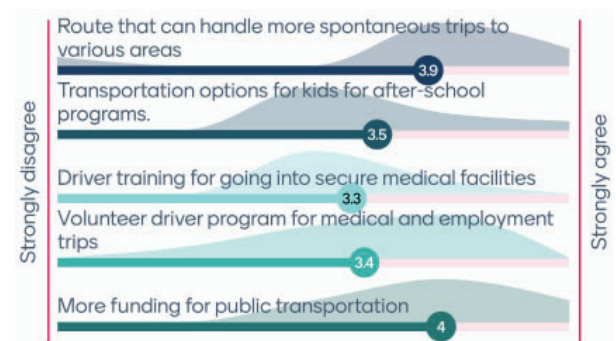 Route that can handle more spontaneous trips to
various areas
3.9
Transportation options for kids for after-school
programs.
3.5
Driver training for going into secure medical facilities
3.3
Volunteer driver program for medical and employment
trips
3.4
More funding for public transportation
4
Strongly disagree
Strongly agree